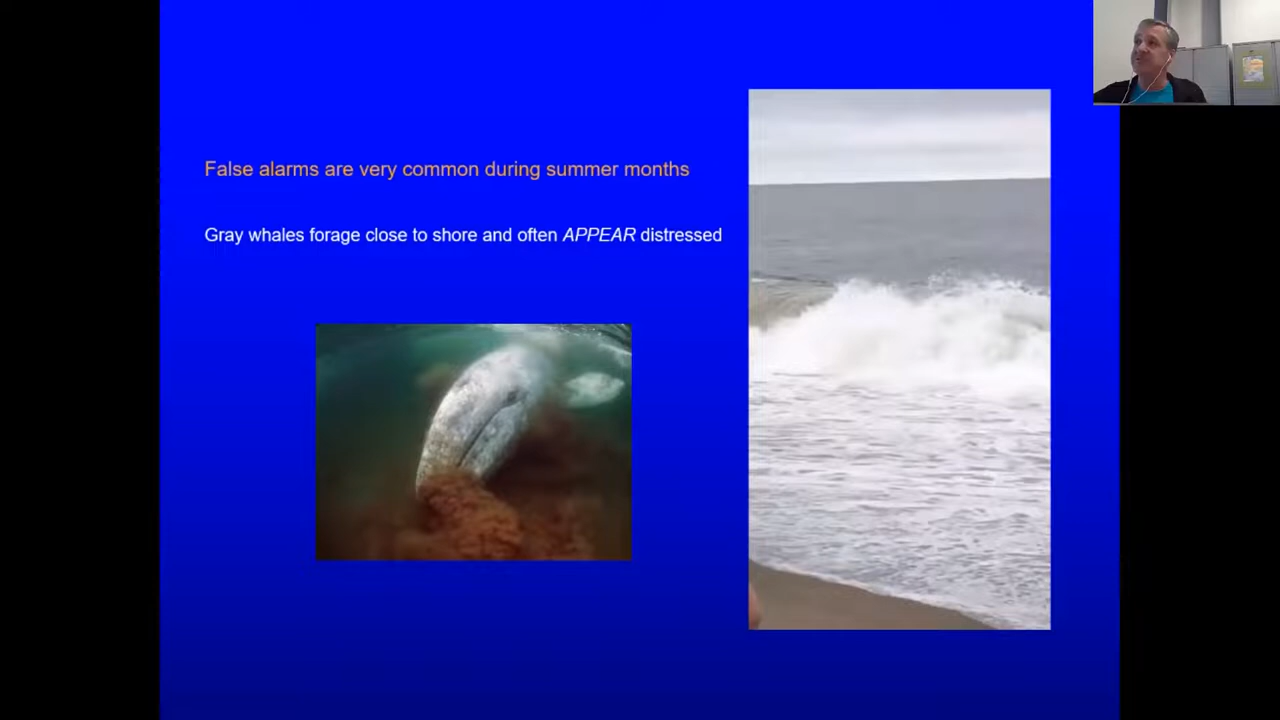 False alarms are very common during summer months
Gray whales forage close to shore and often APPEAR distressed